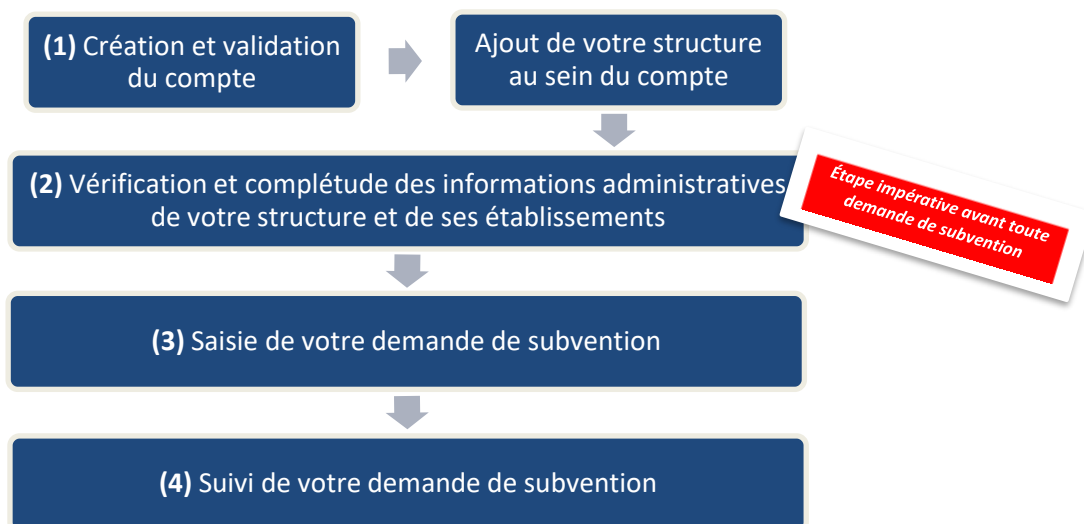 (1) Création et validation
du compte
Ajout de votre structure
au sein du compte
(2) Vérification et complétude des informations administratives
de votre structure et de ses établissements
Étape impérative avant toute
demande de subvention
(3) Saisie de votre demande de subvention
(4) Suivi de votre demande de subvention